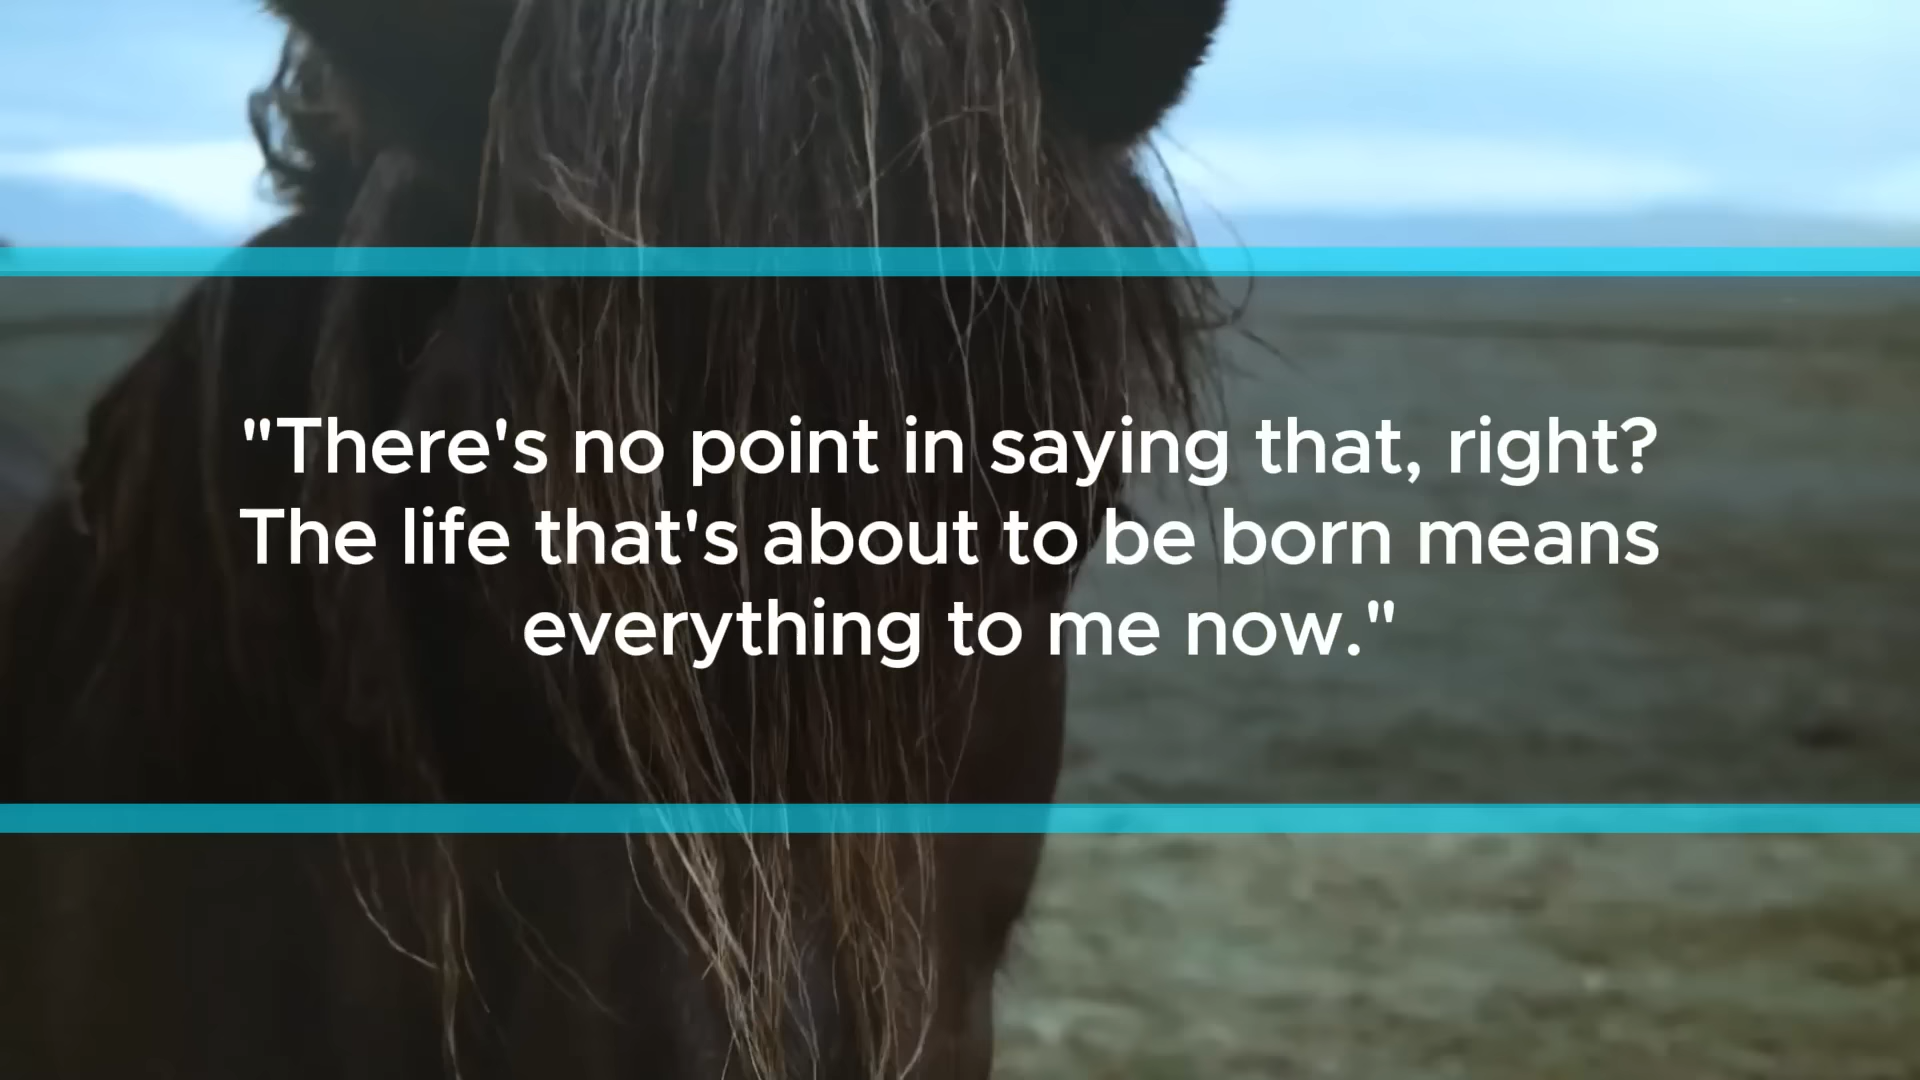 "There's no point in saying that, right?
The life that's about to be born means
everything to me now."